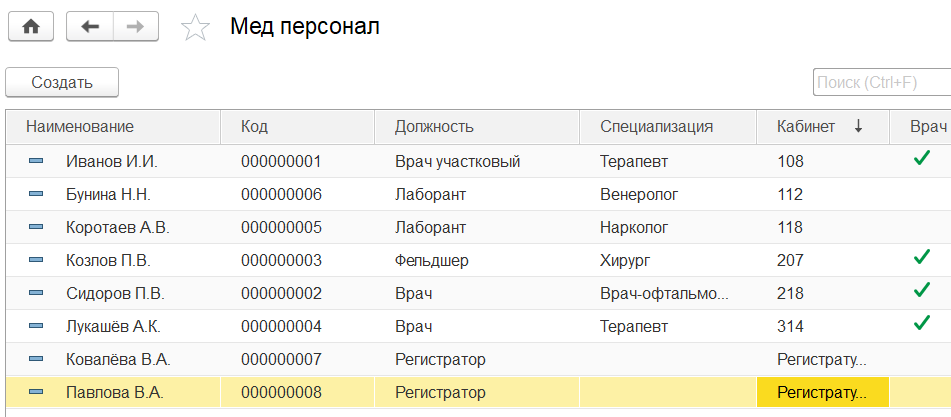 Мед персонал
Создать
Поиск (Ctrl+F)
Наименование Код Должность Специализация Кабинет ↓ Врач
Иванов И.И. 000000001 Врач участковый Терапевт 108
Бунина Н.Н. 000000006 Лаборант Венеролог 112
Коротаев А.В. 000000005 Лаборант Нарколог 118
Козлов П.В. 000000003 Фельдшер Хирург 207
Сидоров П.В. 000000002 Врач Врач-офтальмо... 218
Лукашёв А.К. 000000004 Врач Терапевт 314
Ковалёва В.А. 000000007 Регистратор Регистрату...
Павлова В.А. 000000008 Регистратор Регистрату...